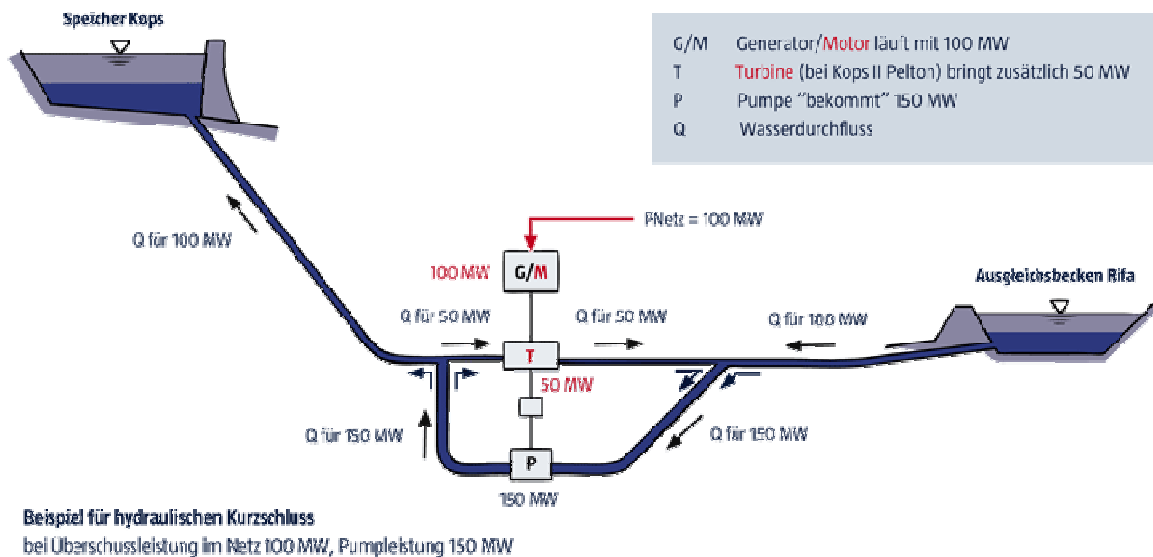 Speicher Kops
G/M Generator/Motor läuft mit 100 MW
T Turbine (bei Kops II Pelton) bringt zusätzlich 50 MW
P Pumpe "bekommt" 150 MW
Q Wasserdurchfluss
PNetz = 100 MW
Q für 100 MW
100 MW
G/M
Ausgleichsbecken Rifa
Q für 50 MW
Q für 50 MW
Q für 100 MW
T
50 MW
Q für 150 MW
Q für 150 MW
P
150 MW
Beispiel für hydraulischen Kurzschluss
bei Überschussleistung im Netz 100 MW, Pumpleistung 150 MW